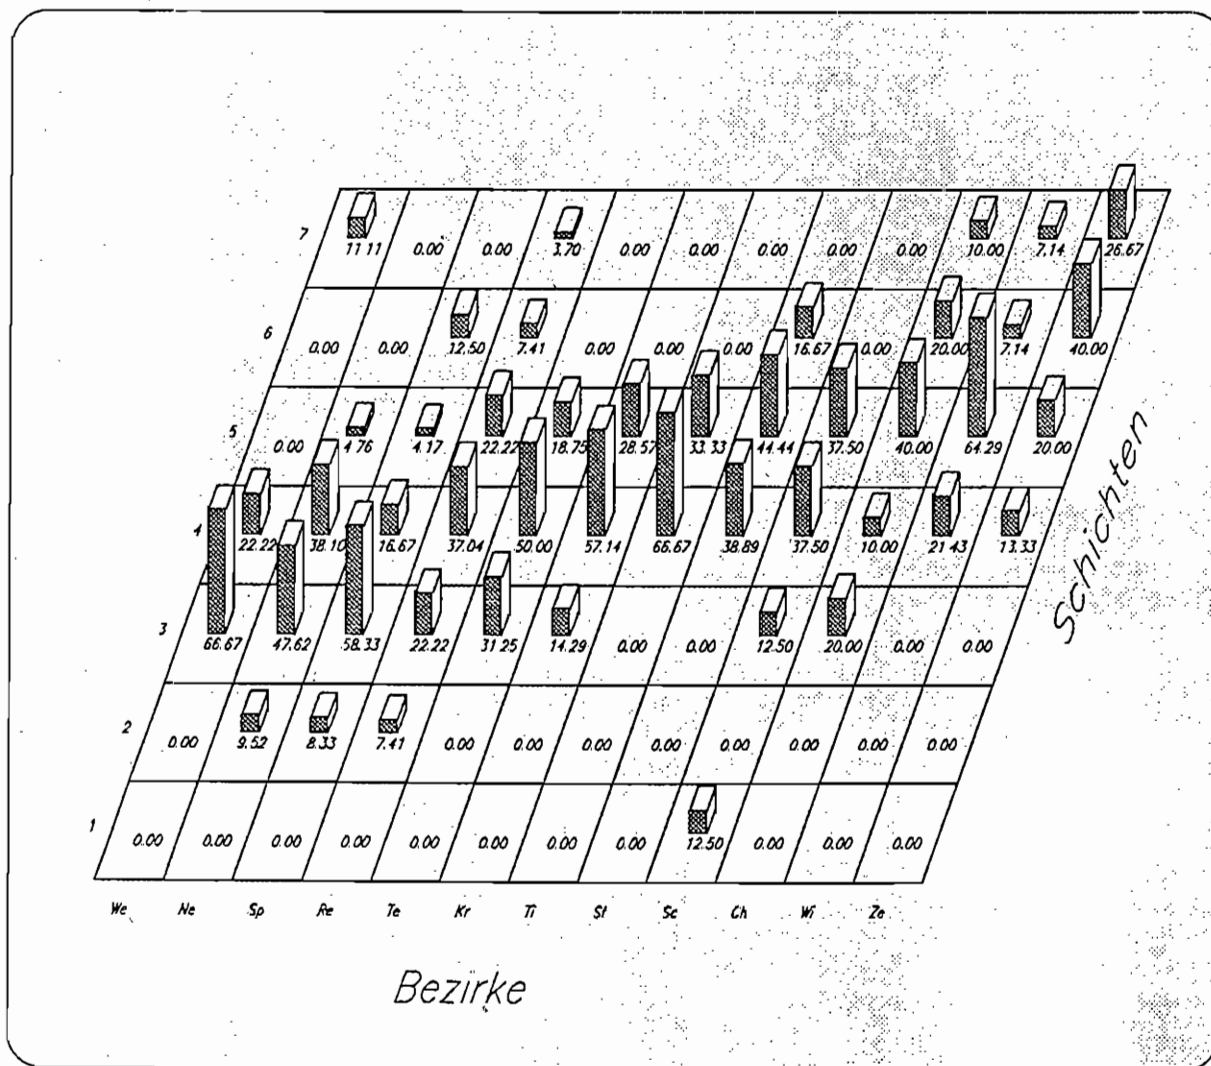 7 11.11 0.00 0.00 3.70 0.00 0.00 0.00 0.00 0.00 10.00 7.14 26.67
6 0.00 0.00 12.50 7.41 0.00 0.00 0.00 16.67 0.00 20.00 7.14 40.00
5 0.00 4.76 4.17 22.22 18.75 28.57 33.33 44.44 37.50 40.00 64.29 20.00
4 22.22 38.10 16.67 37.04 50.00 57.14 66.67 38.89 37.50 10.00 21.43 13.33
3 66.67 47.62 58.33 22.22 31.25 14.29 0.00 0.00 12.50 20.00 0.00 0.00
2 0.00 9.52 8.33 7.41 0.00 0.00 0.00 0.00 0.00 0.00 0.00 0.00
1 0.00 0.00 0.00 0.00 0.00 0.00 0.00 0.00 12.50 0.00 0.00 0.00
We Ne Sp Re Te Kr Ti St Sc Ch Wi Ze
Schichten
Bezirke